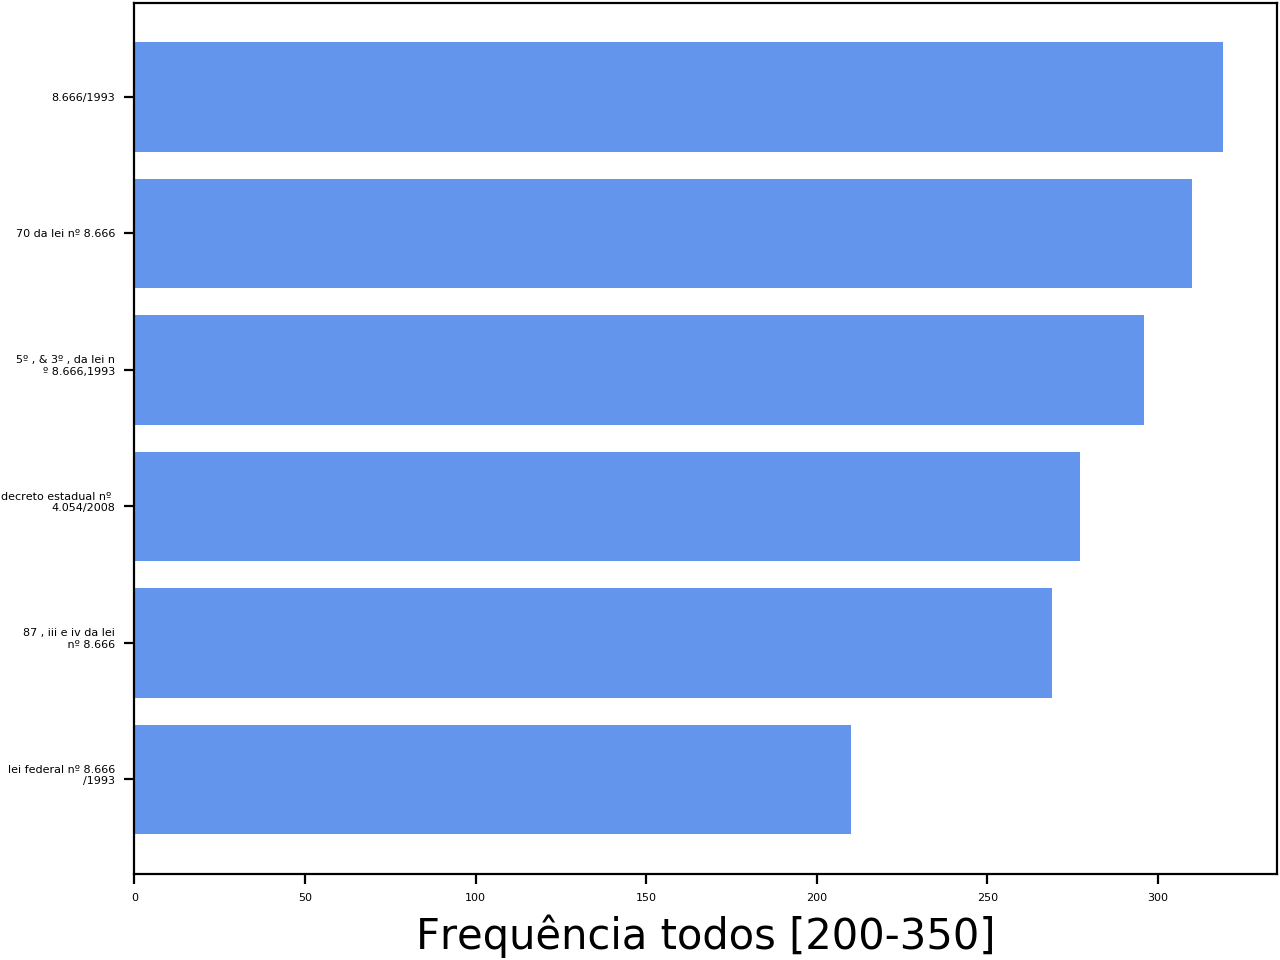 8.666/1993
70 da lei nº 8.666
5º , & 3º , da lei n
º 8.666,1993
decreto estadual nº
4.054/2008
87 , iii e iv da lei
nº 8.666
lei federal nº 8.666
/1993
0 50 100 150 200 250 300
Frequência todos [200-350]